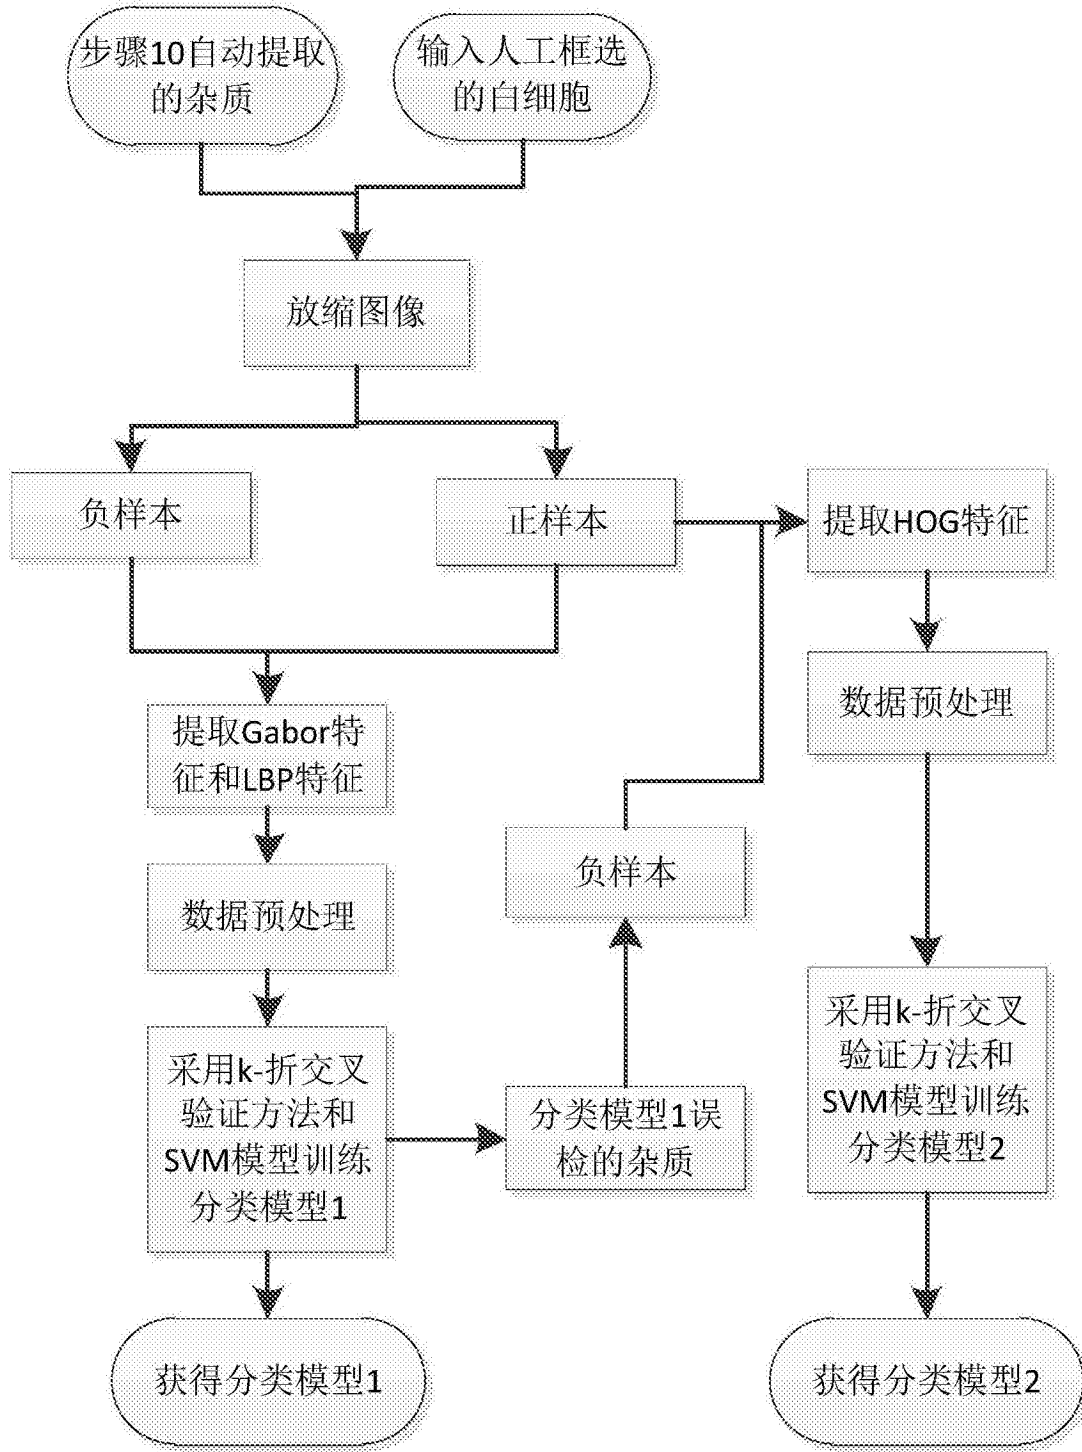 步骤10自动提取
的杂质
输入人工框选
的白细胞
放缩图像
负样本
正样本
提取HOG特征
数据预处理
提取Gabor特
征和LBP特征
数据预处理
负样本
采用k-折交叉
验证方法和
SVM模型训练
分类模型1
分类模型1误
检的杂质
采用k-折交叉
验证方法和
SVM模型训练
分类模型2
获得分类模型1
获得分类模型2